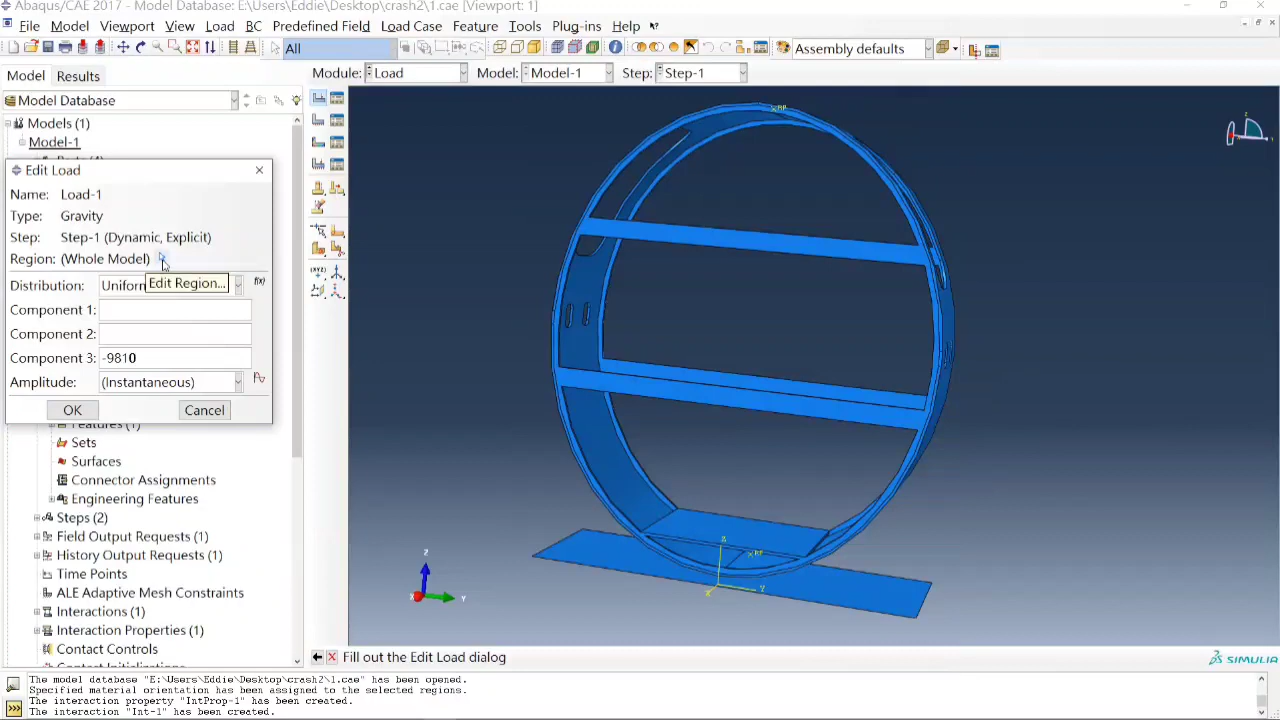 Abaqus/CAE 2017 - Model Database: E:\Users\Eddie\Desktop\crash2\1.cae [Viewport: 1]
File Model Viewport View Load BC Predefined Field Load Case Feature Tools Plug-ins Help
All
Assembly defaults
Model Results
Module: Load Model: Model-1 Step: Step-1
Model Database
Models (1)
Model-1
Edit Load
Name: Load-1
Type: Gravity
Step: Step-1 (Dynamic, Explicit)
Region: (Whole Model)
Distribution: Uniform
Edit Region...
f(x)
Component 1:
Component 2:
Component 3: -9810
Amplitude: (Instantaneous)
OK Cancel
Features (1)
Sets
Surfaces
Connector Assignments
Engineering Features
Steps (2)
Field Output Requests (1)
History Output Requests (1)
Time Points
ALE Adaptive Mesh Constraints
Interactions (1)
Interaction Properties (1)
Contact Controls
Contact Initializations
(XYZ)
RP
RP
Z
Y
X
Z
Y
Fill out the Edit Load dialog
SIMULIA
The model database "E:\Users\Eddie\Desktop\crash2\1.cae" has been opened.
Specified material orientation has been assigned to the selected regions.
The interaction property "IntProp-1" has been created.
The interaction "Int-1" has been created.